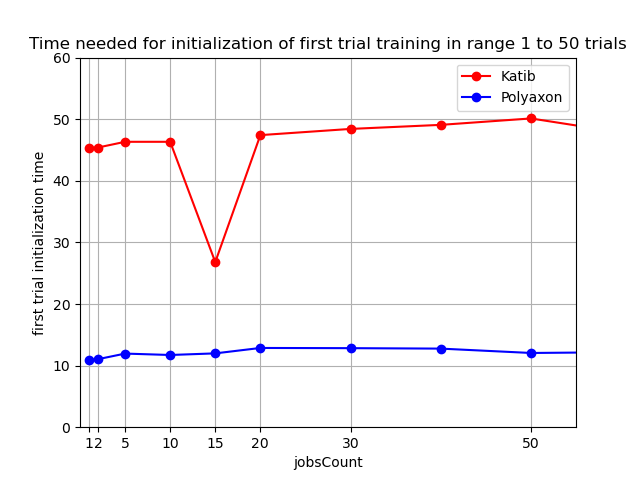 Time needed for initialization of first trial training in range 1 to 50 trials
Katib
Polyaxon
first trial initialization time
60
50
40
30
20
10
0
1 2 5 10 15 20 30 50
jobsCount